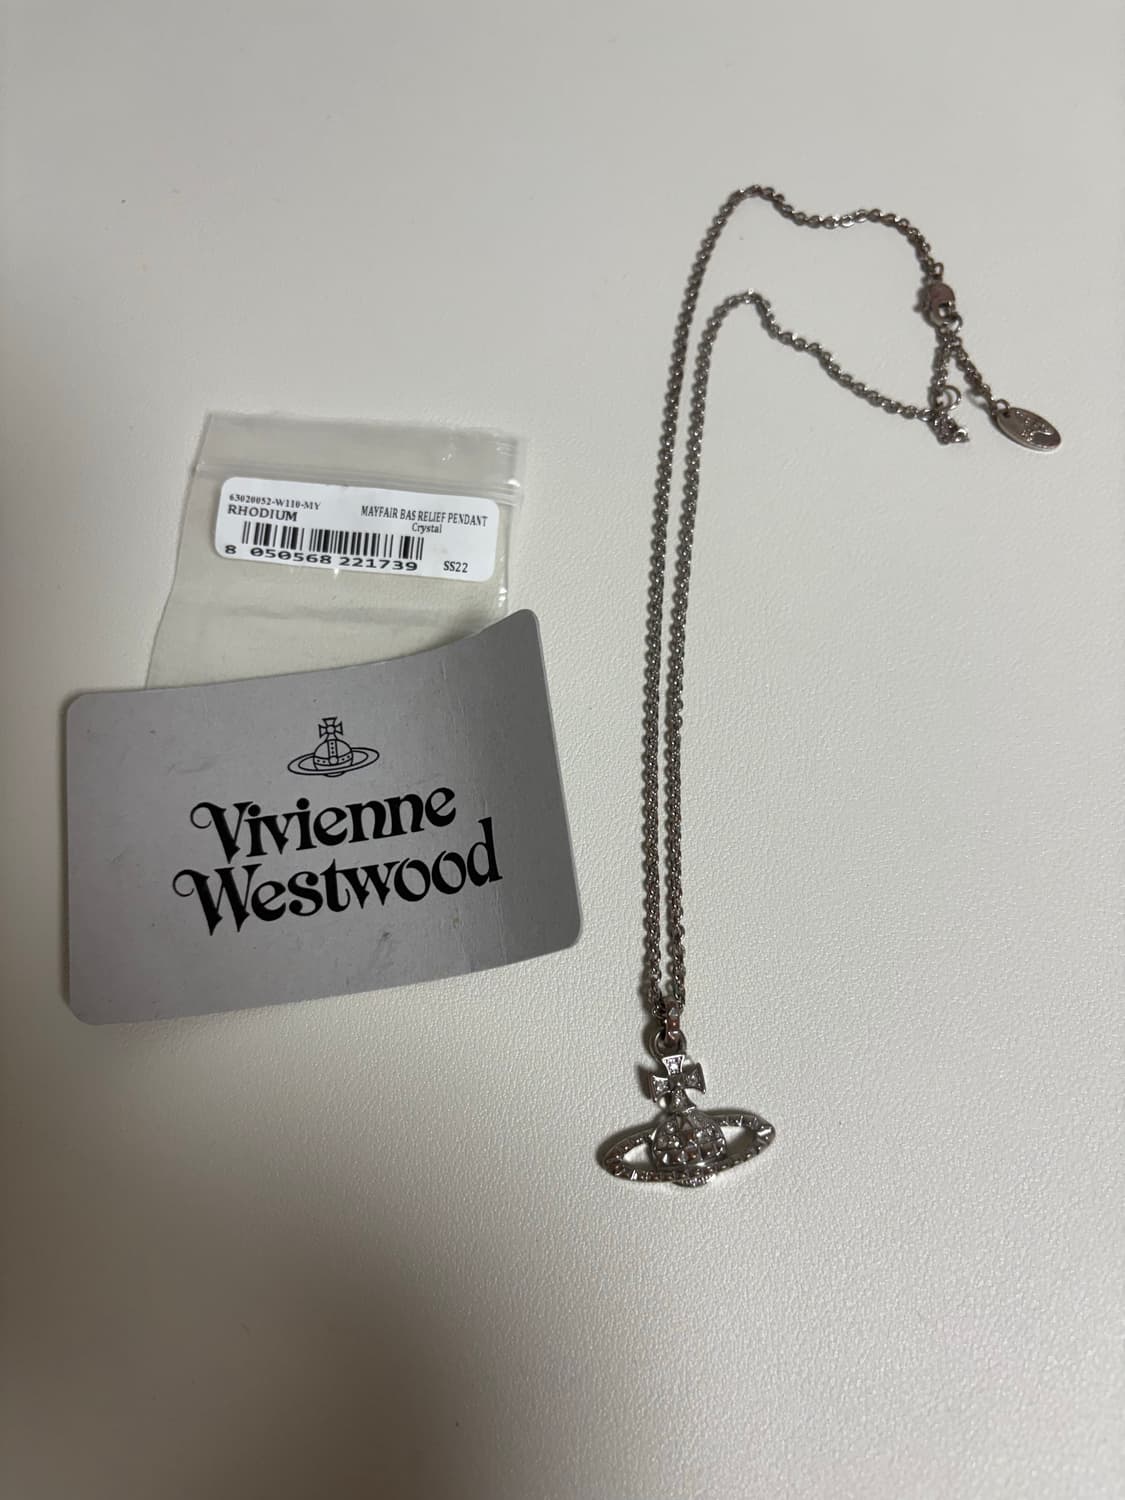 63020052-W110-MY
RHODIUM
MAYFAIR BAS RELIEF PENDANT
Crystal
8 050568 221739
SS22
Vivienne
Westwood